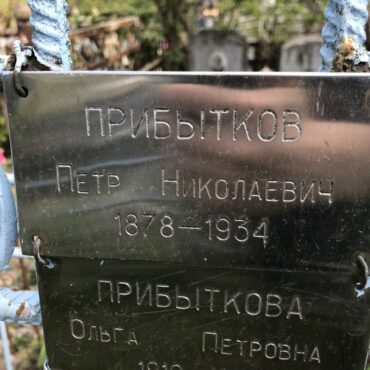 ПРИБЫТКОВ
ПЕТР НИКОЛАЕВИЧ
1878—1934
ПРИБЫТКОВА
ОЛЬГА ПЕТРОВНА